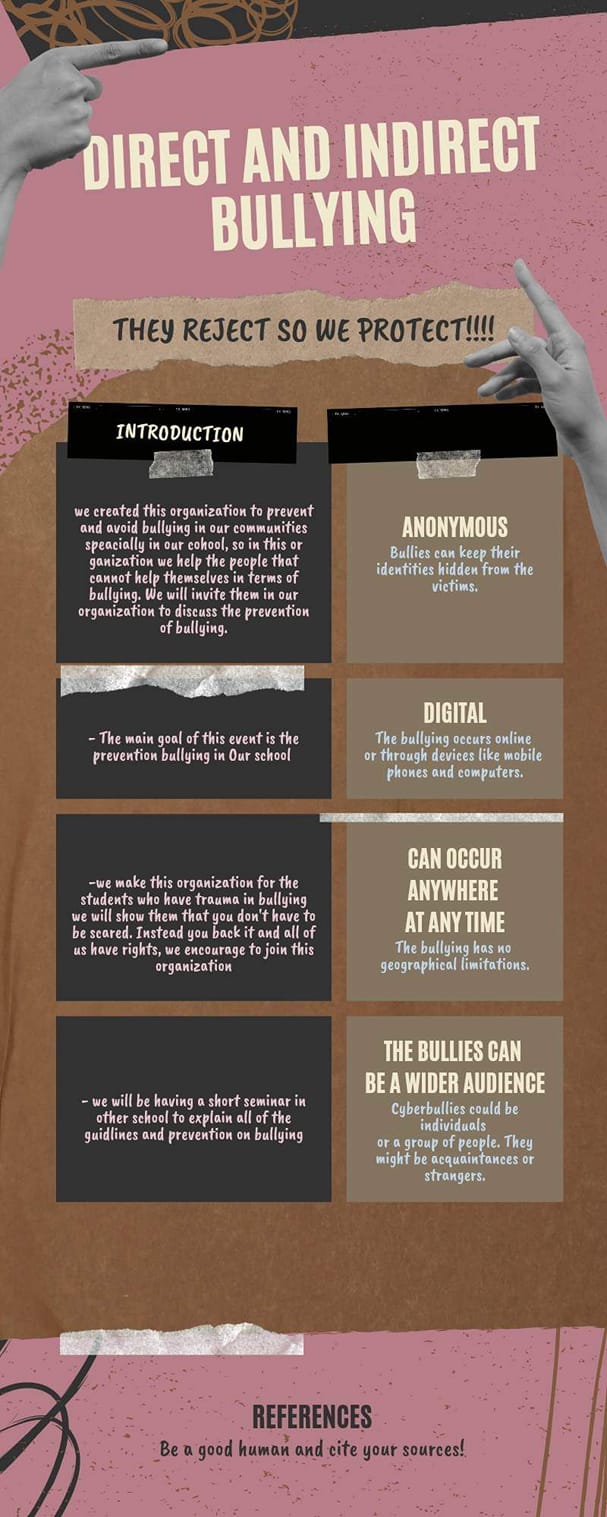 DIRECT AND INDIRECT
BULLYING
THEY REJECT SO WE PROTECT!!!!
INTRODUCTION
we created this organization to prevent
and avoid bullying in our communities
speacially in our cohool, so in this or
ganization we help the people that
cannot help themselves in terms of
bullying. We will invite them in our
organization to discuss the prevention
of bullying.
- The main goal of this event is the
prevention bullying in Our school
-we make this organization for the
students who have trauma in bullying
we will show them that you don't have to
be scared. Instead you back it and all of
us have rights, we encourage to join this
organization
- we will be having a short seminar in
other school to explain all of the
guidlines and prevention on bullying
ANONYMOUS
Bullies can keep their
identities hidden from the
victims.
DIGITAL
The bullying occurs online
or through devices like mobile
phones and computers.
CAN OCCUR
ANYWHERE
AT ANY TIME
The bullying has no
geographical limitations.
THE BULLIES CAN
BE A WIDER AUDIENCE
Cyberbullies could be
individuals
or a group of people. They
might be acquaintances or
strangers.
REFERENCES
Be a good human and cite your sources!